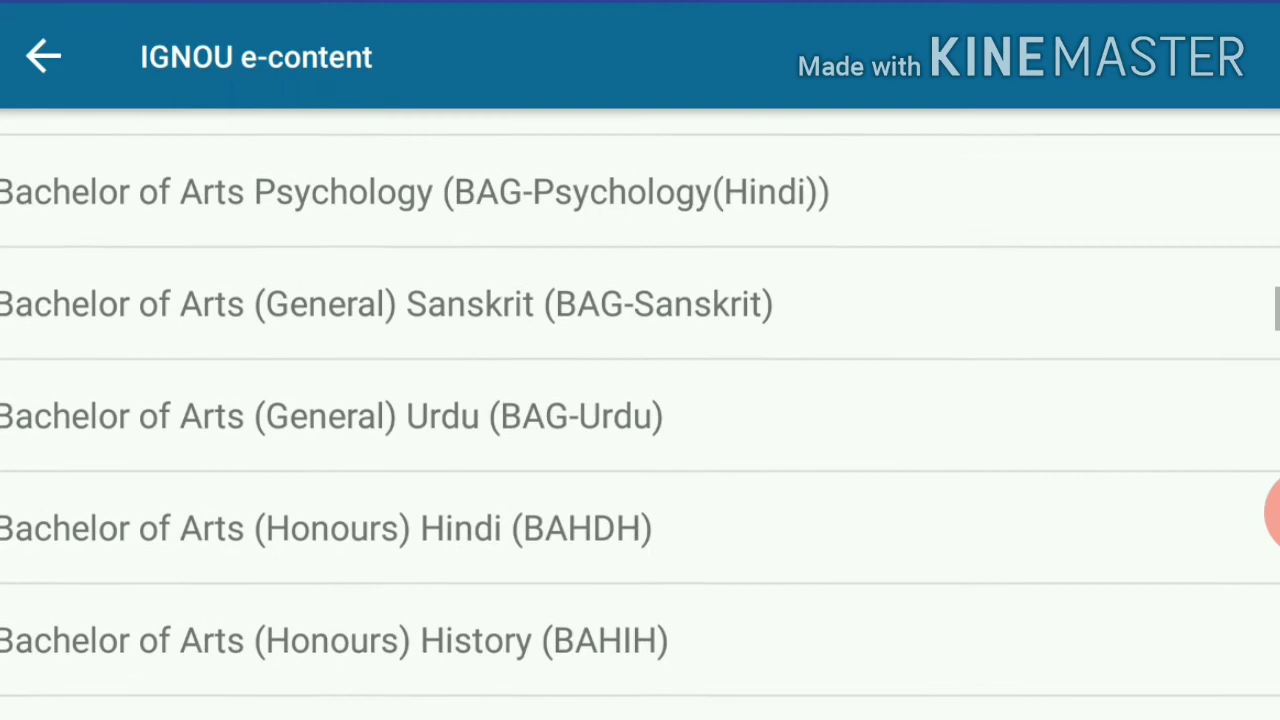 IGNOU e-content
Made with KINEMASTER
Bachelor of Arts Psychology (BAG-Psychology(Hindi))
Bachelor of Arts (General) Sanskrit (BAG-Sanskrit)
Bachelor of Arts (General) Urdu (BAG-Urdu)
Bachelor of Arts (Honours) Hindi (BAHDH)
Bachelor of Arts (Honours) History (BAHIH)